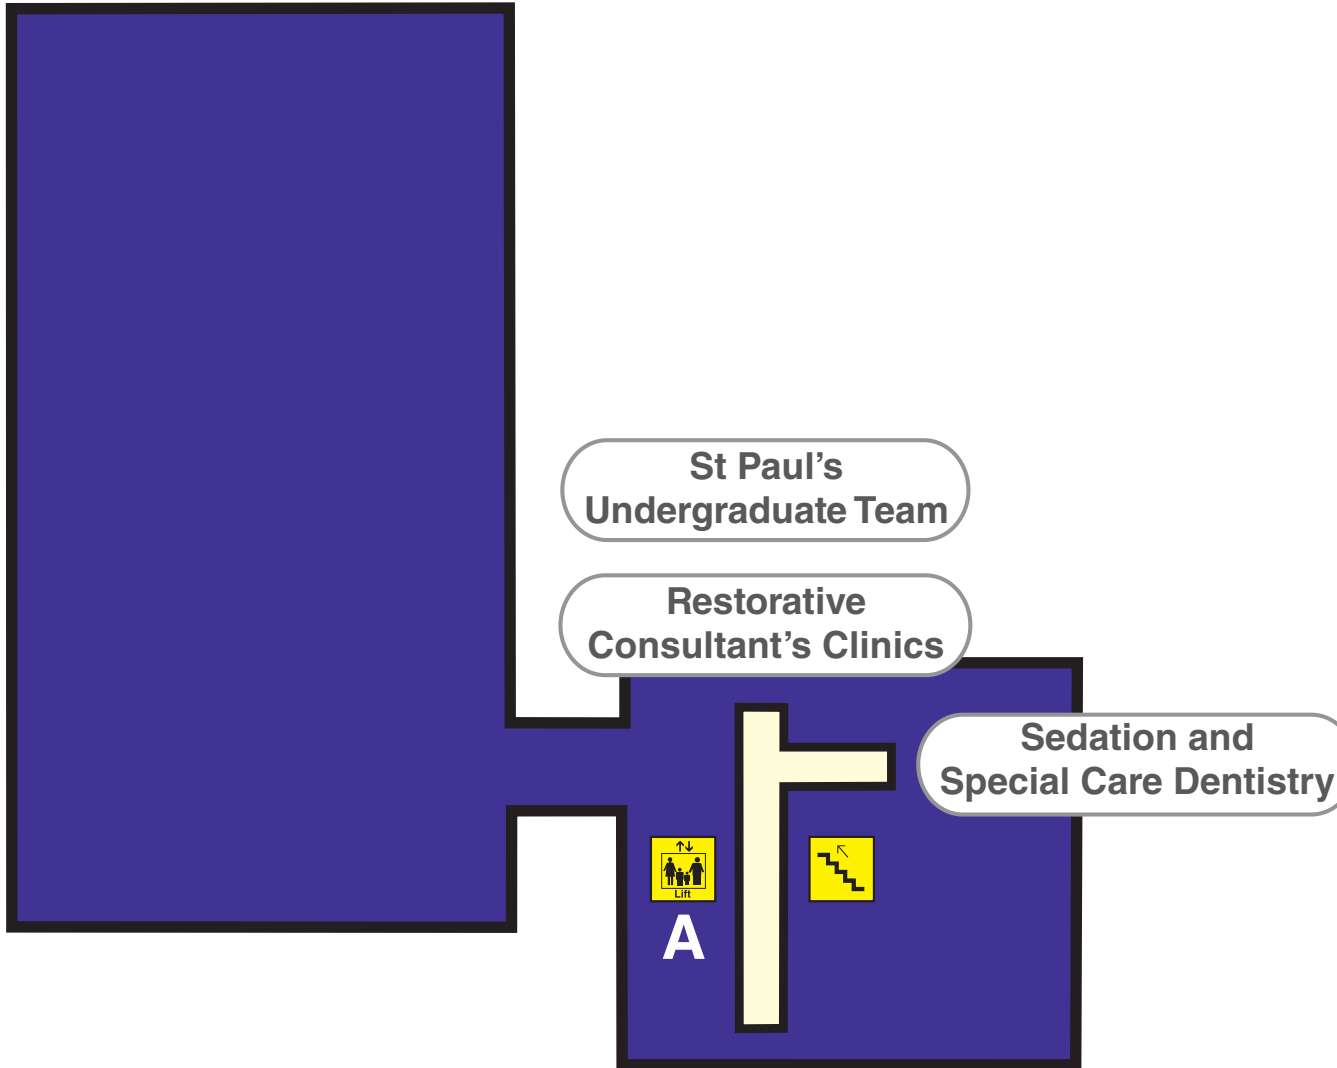 St Paul’s
Undergraduate Team
Restorative
Consultant’s Clinics
Sedation and
Special Care Dentistry
Lift
A